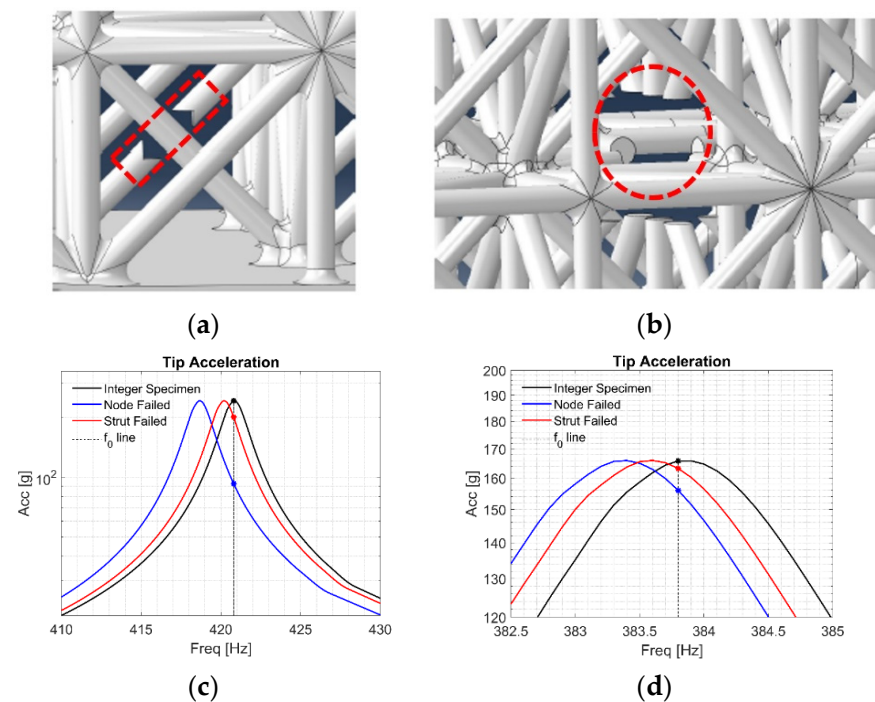 (a)
(b)
Tip Acceleration
Integer Specimen
Node Failed
Strut Failed
f0 line
10^2
Acc [g]
410
415
420
425
430
Freq [Hz]
(c)
Tip Acceleration
Integer Specimen
Node Failed
Strut Failed
f0 line
200
190
180
170
160
150
140
130
120
Acc [g]
382.5
383
383.5
384
384.5
385
Freq [Hz]
(d)